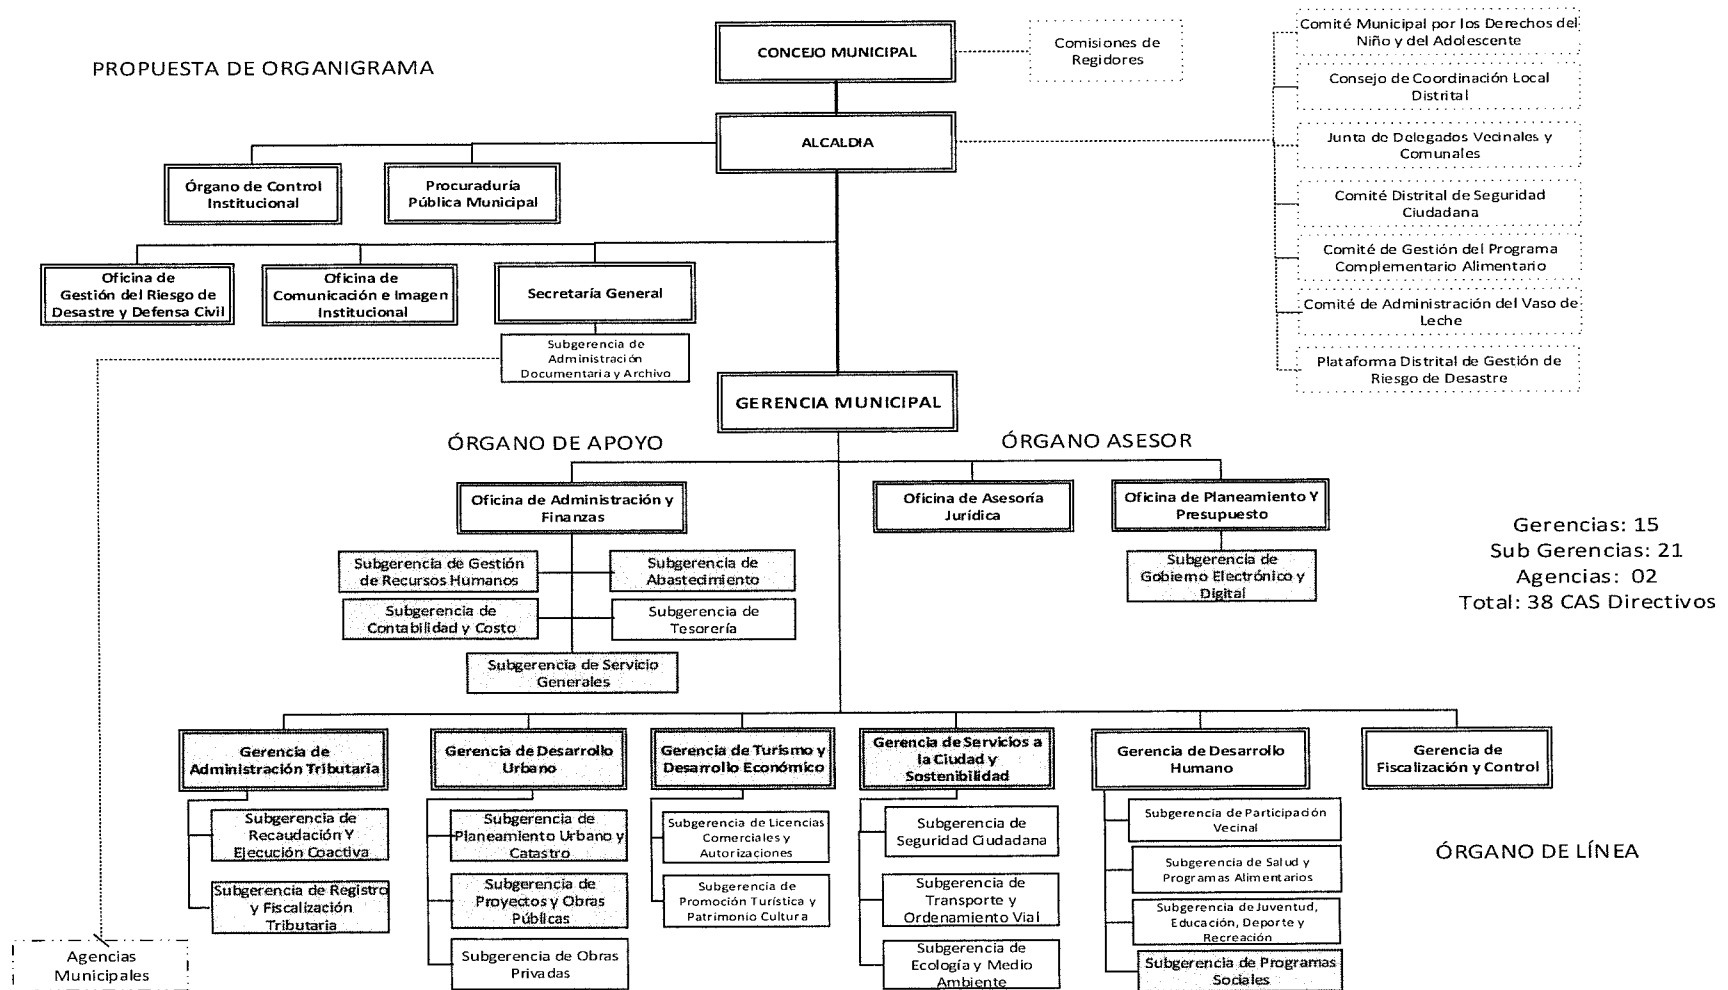 PROPUESTA DE ORGANIGRAMA
CONCEJO MUNICIPAL
Comisiones de
Regidores
Comité Municipal por los Derechos del
Niño y del Adolescente
Consejo de Coordinación Local
Distrital
ALCALDIA
Junta de Delegados Vecinales y
Comunales
Órgano de Control
Institucional
Procuraduría
Pública Municipal
Comité Distrital de Seguridad
Ciudadana
Comité de Gestión del Programa
Complementario Alimentario
Oficina de
Gestión del Riesgo de
Desastre y Defensa Civil
Oficina de
Comunicación e Imagen
Institucional
Secretaría General
Comité de Administración del Vaso de
Leche
Subgerencia de
Administración
Documentaria y Archivo
Plataforma Distrital de Gestión de
Riesgo de Desastre
GERENCIA MUNICIPAL
ÓRGANO DE APOYO
ÓRGANO ASESOR
Oficina de Administración y
Finanzas
Oficina de Asesoría
Jurídica
Oficina de Planeamiento Y
Presupuesto
Gerencias: 15
Sub Gerencias: 21
Agencias: 02
Total: 38 CAS Directivos
Subgerencia de Gestión
de Recursos Humanos
Subgerencia de
Abastecimiento
Subgerencia de
Gobierno Electrónico y
Digital
Subgerencia de
Contabilidad y Costo
Subgerencia de
Tesorería
Subgerencia de Servicio
Generales
Gerencia de
Administración Tributaria
Gerencia de Desarrollo
Urbano
Gerencia de Turismo y
Desarrollo Económico
Gerencia de Servicios a
la Ciudad y
Sostenibilidad
Gerencia de Desarrollo
Humano
Gerencia de
Fiscalización y Control
Subgerencia de
Recaudación Y
Ejecución Coactiva
Subgerencia de
Planeamiento Urbano y
Catastro
Subgerencia de Licencias
Comerciales y
Autorizaciones
Subgerencia de
Seguridad Ciudadana
Subgerencia de Participación
Vecinal
ÓRGANO DE LÍNEA
Subgerencia de Salud y
Programas Alimentarios
Subgerencia de Registro
y Fiscalización
Tributaria
Subgerencia de
Proyectos y Obras
Públicas
Subgerencia de
Promoción Turística y
Patrimonio Cultura
Subgerencia de
Transporte y
Ordenamiento Vial
Subgerencia de Juventud,
Educación, Deporte y
Recreación
Agencias
Municipales
Subgerencia de Obras
Privadas
Subgerencia de
Ecología y Medio
Ambiente
Subgerencia de Programas
Sociales